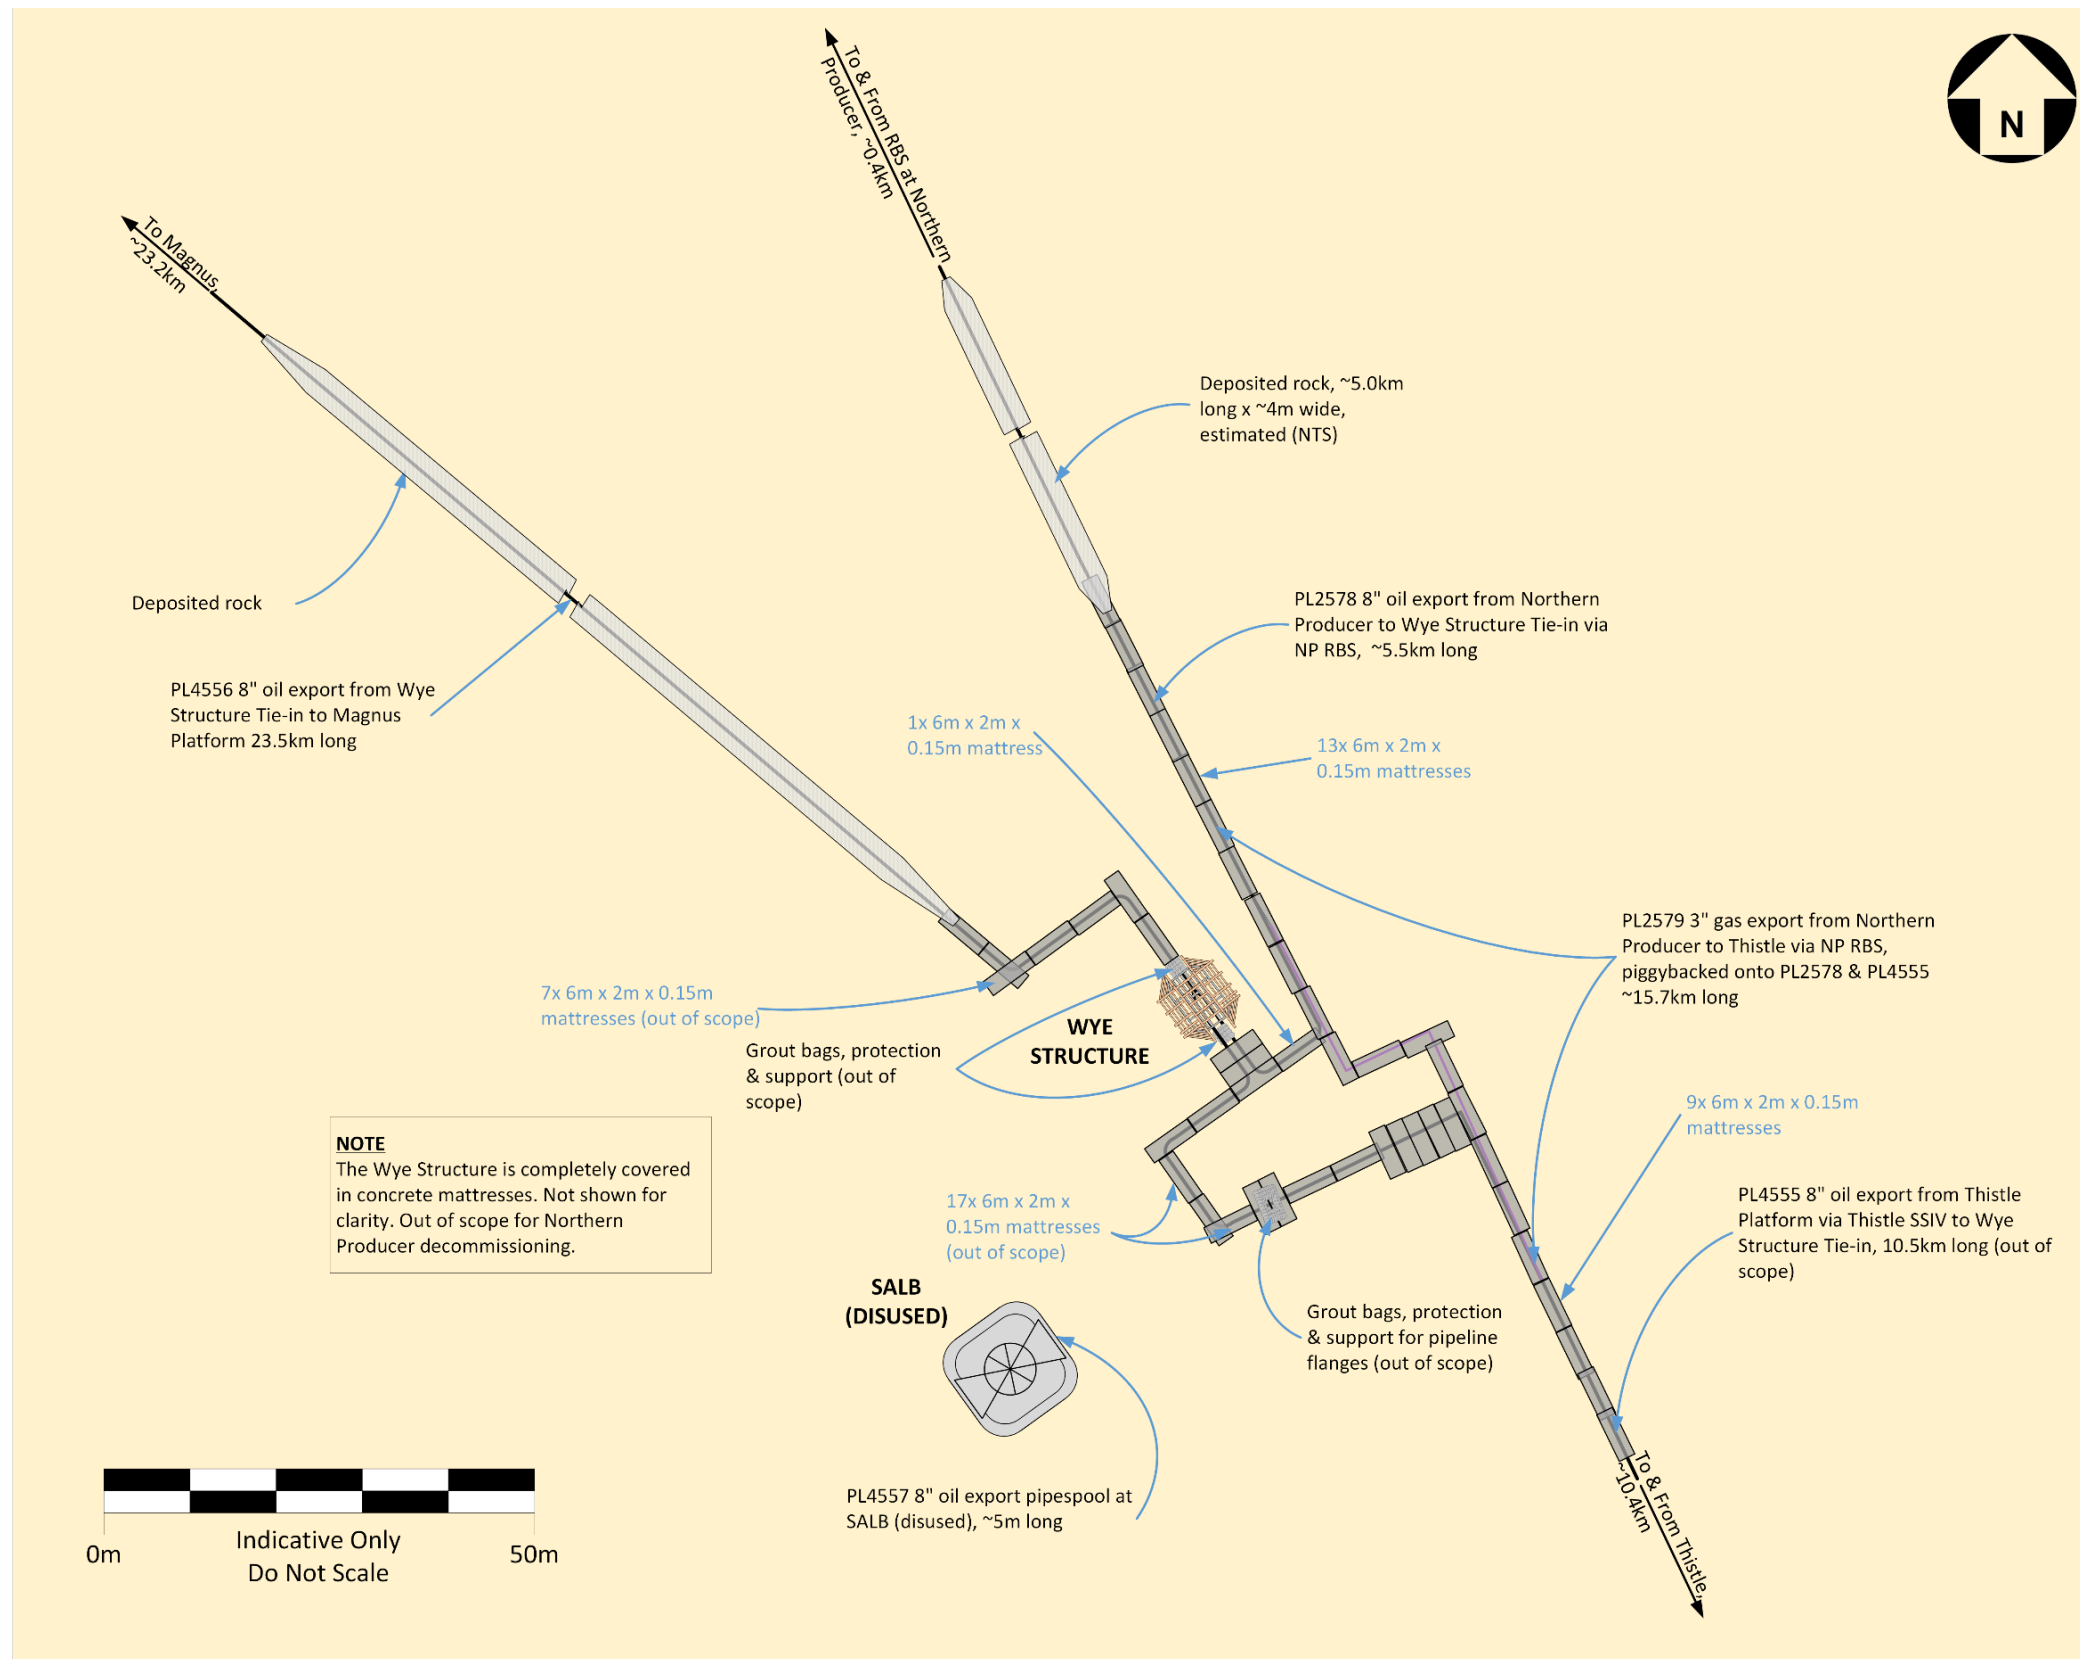 To & From RBS at Northern
Producer, ~0.4km
N
To Magnus,
~23.2km
Deposited rock, ~5.0km
long x ~4m wide,
estimated (NTS)
Deposited rock
PL2578 8" oil export from Northern
Producer to Wye Structure Tie-in via
NP RBS, ~5.5km long
PL4556 8" oil export from Wye
Structure Tie-in to Magnus
Platform 23.5km long
1x 6m x 2m x
0.15m mattress
13x 6m x 2m x
0.15m mattresses
PL2579 3" gas export from Northern
Producer to Thistle via NP RBS,
piggybacked onto PL2578 & PL4555
~15.7km long
7x 6m x 2m x 0.15m
mattresses (out of scope)
WYE
STRUCTURE
Grout bags, protection
& support (out of
scope)
9x 6m x 2m x 0.15m
mattresses
NOTE
The Wye Structure is completely covered
in concrete mattresses. Not shown for
clarity. Out of scope for Northern
Producer decommissioning.
17x 6m x 2m x
0.15m mattresses
(out of scope)
PL4555 8" oil export from Thistle
Platform via Thistle SSIV to Wye
Structure Tie-in, 10.5km long (out of
scope)
SALB
(DISUSED)
Grout bags, protection
& support for pipeline
flanges (out of scope)
PL4557 8" oil export pipespool at
SALB (disused), ~5m long
To & From Thistle,
~10.4km
0m
Indicative Only
Do Not Scale
50m